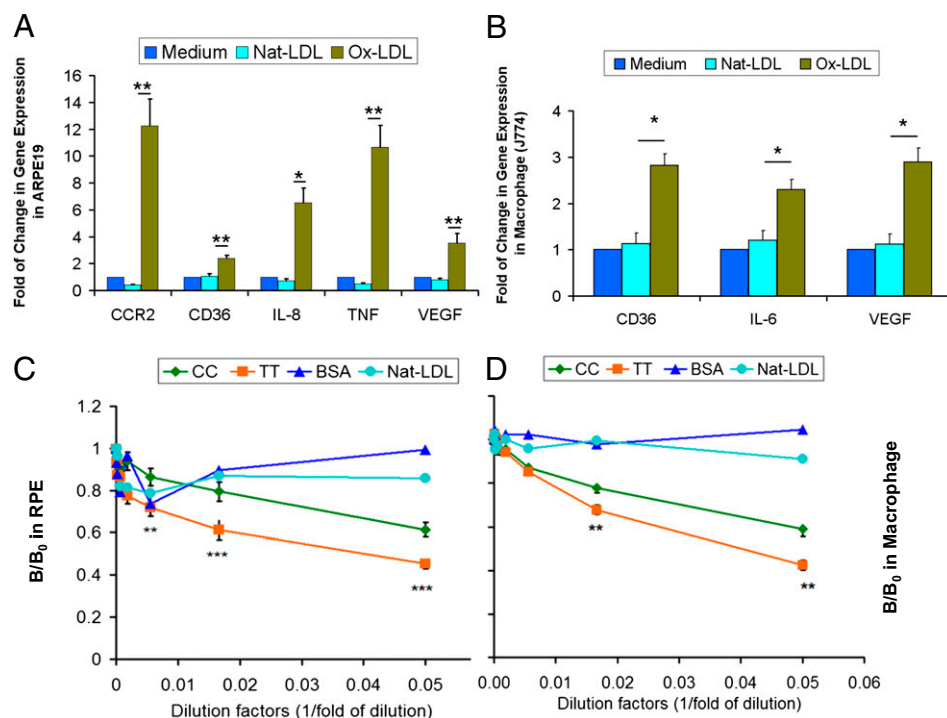 A
Medium Nat-LDL Ox-LDL
Fold of Change in Gene Expression
in ARPE19
16
14
12
10
8
6
4
2
0
**
**
*
**
**
CCR2 CD36 IL-8 TNF VEGF
B
Medium Nat-LDL Ox-LDL
Fold of Change in Gene Expression
in Macrophage (J774)
4
3
2
1
0
*
*
*
CD36 IL-6 VEGF
C
CC TT BSA Nat-LDL
B/B0 in RPE
1.2
1
0.8
0.6
0.4
0.2
0
**
***
***
0 0.01 0.02 0.03 0.04 0.05
Dilution factors (1/fold of dilution)
D
CC TT BSA Nat-LDL
B/B0 in Macrophage
**
**
0.00 0.01 0.02 0.03 0.04 0.05 0.06
Dilution factors (1/fold of dilution)